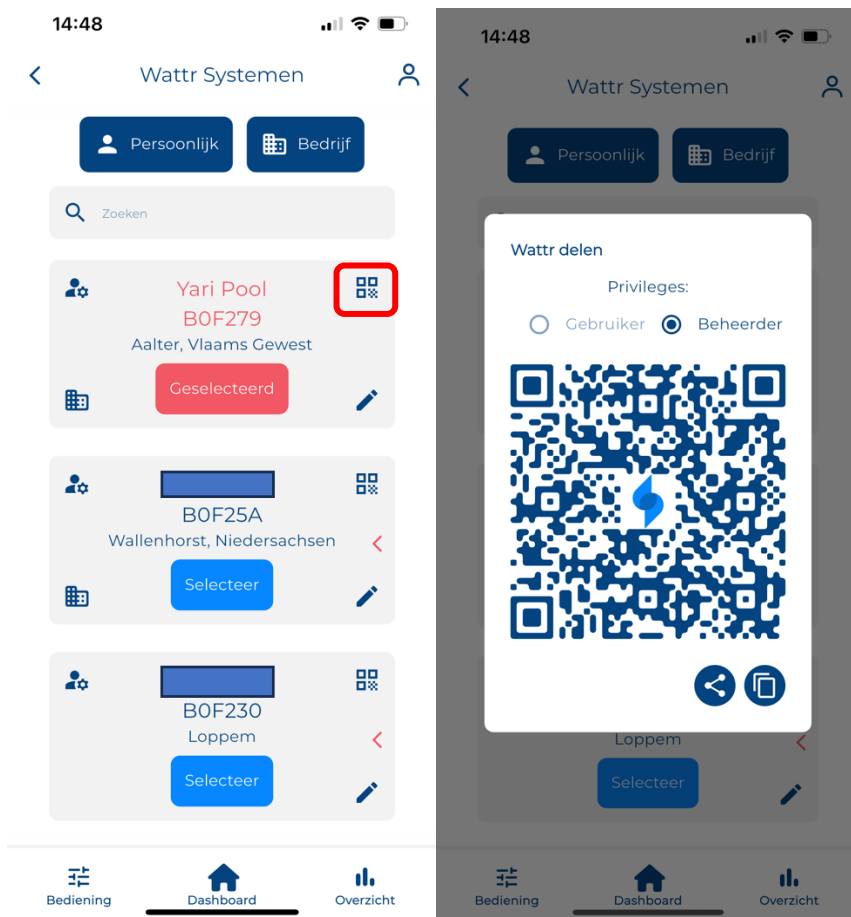 14:48
Wattr Systemen
Persoonlijk
Bedrijf
Zoeken
Yari Pool
B0F279
Aalter, Vlaams Gewest
Geselecteerd
B0F25A
Wallenhorst, Niedersachsen
Selecteer
B0F230
Loppem
Selecteer
Bediening
Dashboard
Overzicht
14:48
Wattr Systemen
Persoonlijk
Bedrijf
Wattr delen
Privileges:
Gebruiker
Beheerder
Loppem
Selecteer
Bediening
Dashboard
Overzicht